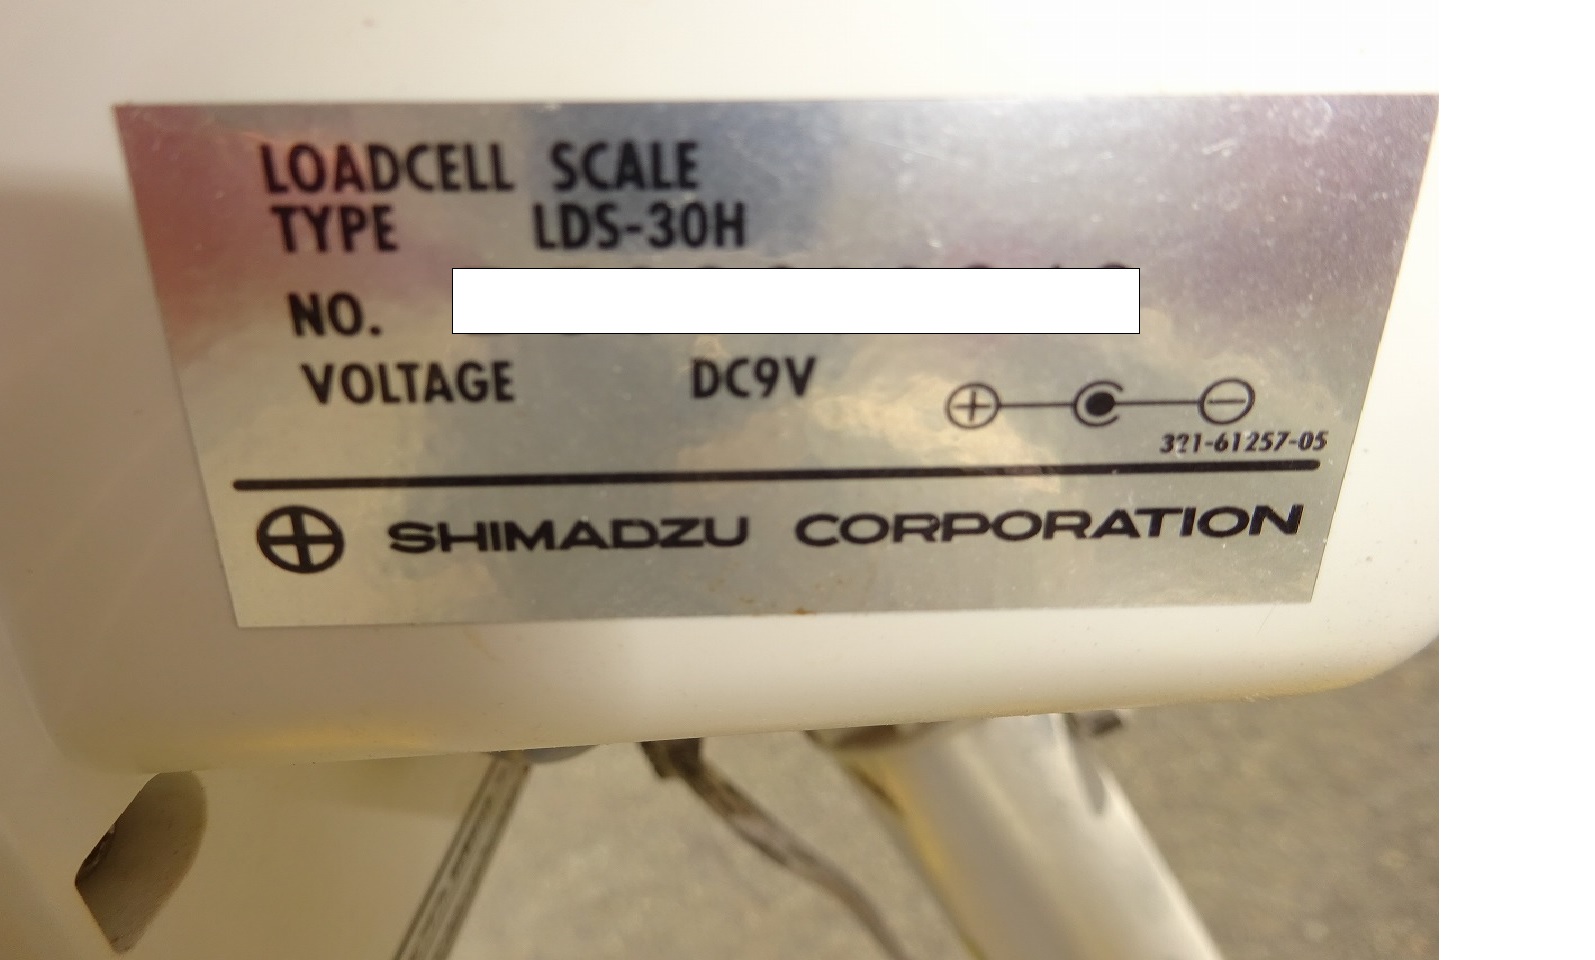 LOADCELL SCALE
TYPE LDS-30H
NO.
VOLTAGE DC9V
321-61257-05
SHIMADZU CORPORATION